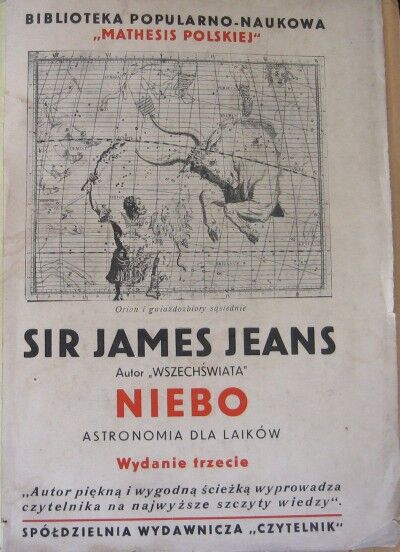 BIBLIOTEKA POPULARNO-NAUKOWA
„MATHESIS POLSKIEJ"
Orion i gwiazdozbiory sąsiednie
SIR JAMES JEANS
Autor „WSZECHŚWIATA"
NIEBO
ASTRONOMIA DLA LAIKÓW
Wydanie trzecie
„Autor piękną i wygodną ścieżką wyprowadza
czytelnika na najwyższe szczyty wiedzy“.
SPÓŁDZIELNIA WYDAWNICZA „CZYTELNIK"